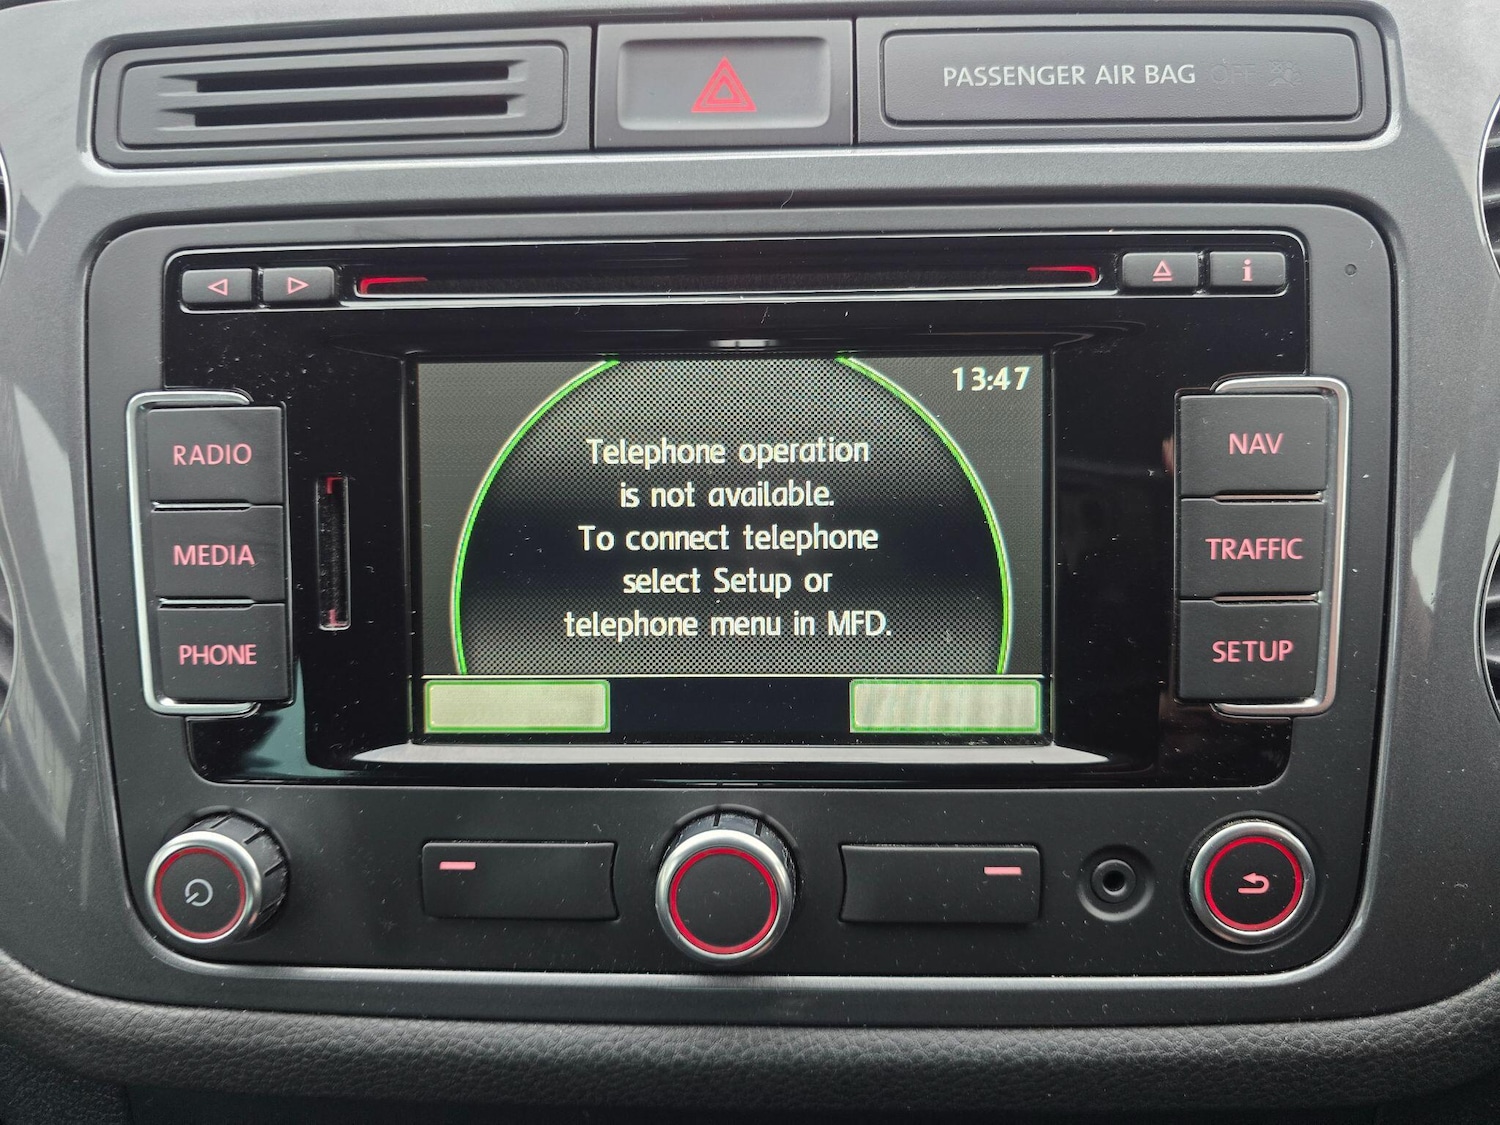 PASSENGER AIR BAG OFF
i
13:47
RADIO
MEDIA
PHONE
Telephone operation
is not available.
To connect telephone
select Setup or
telephone menu in MFD.
NAV
TRAFFIC
SETUP